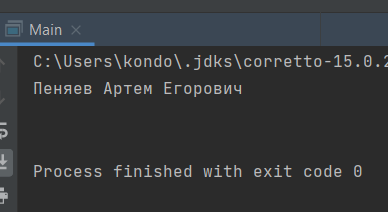 Main
C:\Users\kondo\.jdks\corretto-15.0.2
Пеняев Артем Егорович
Process finished with exit code 0